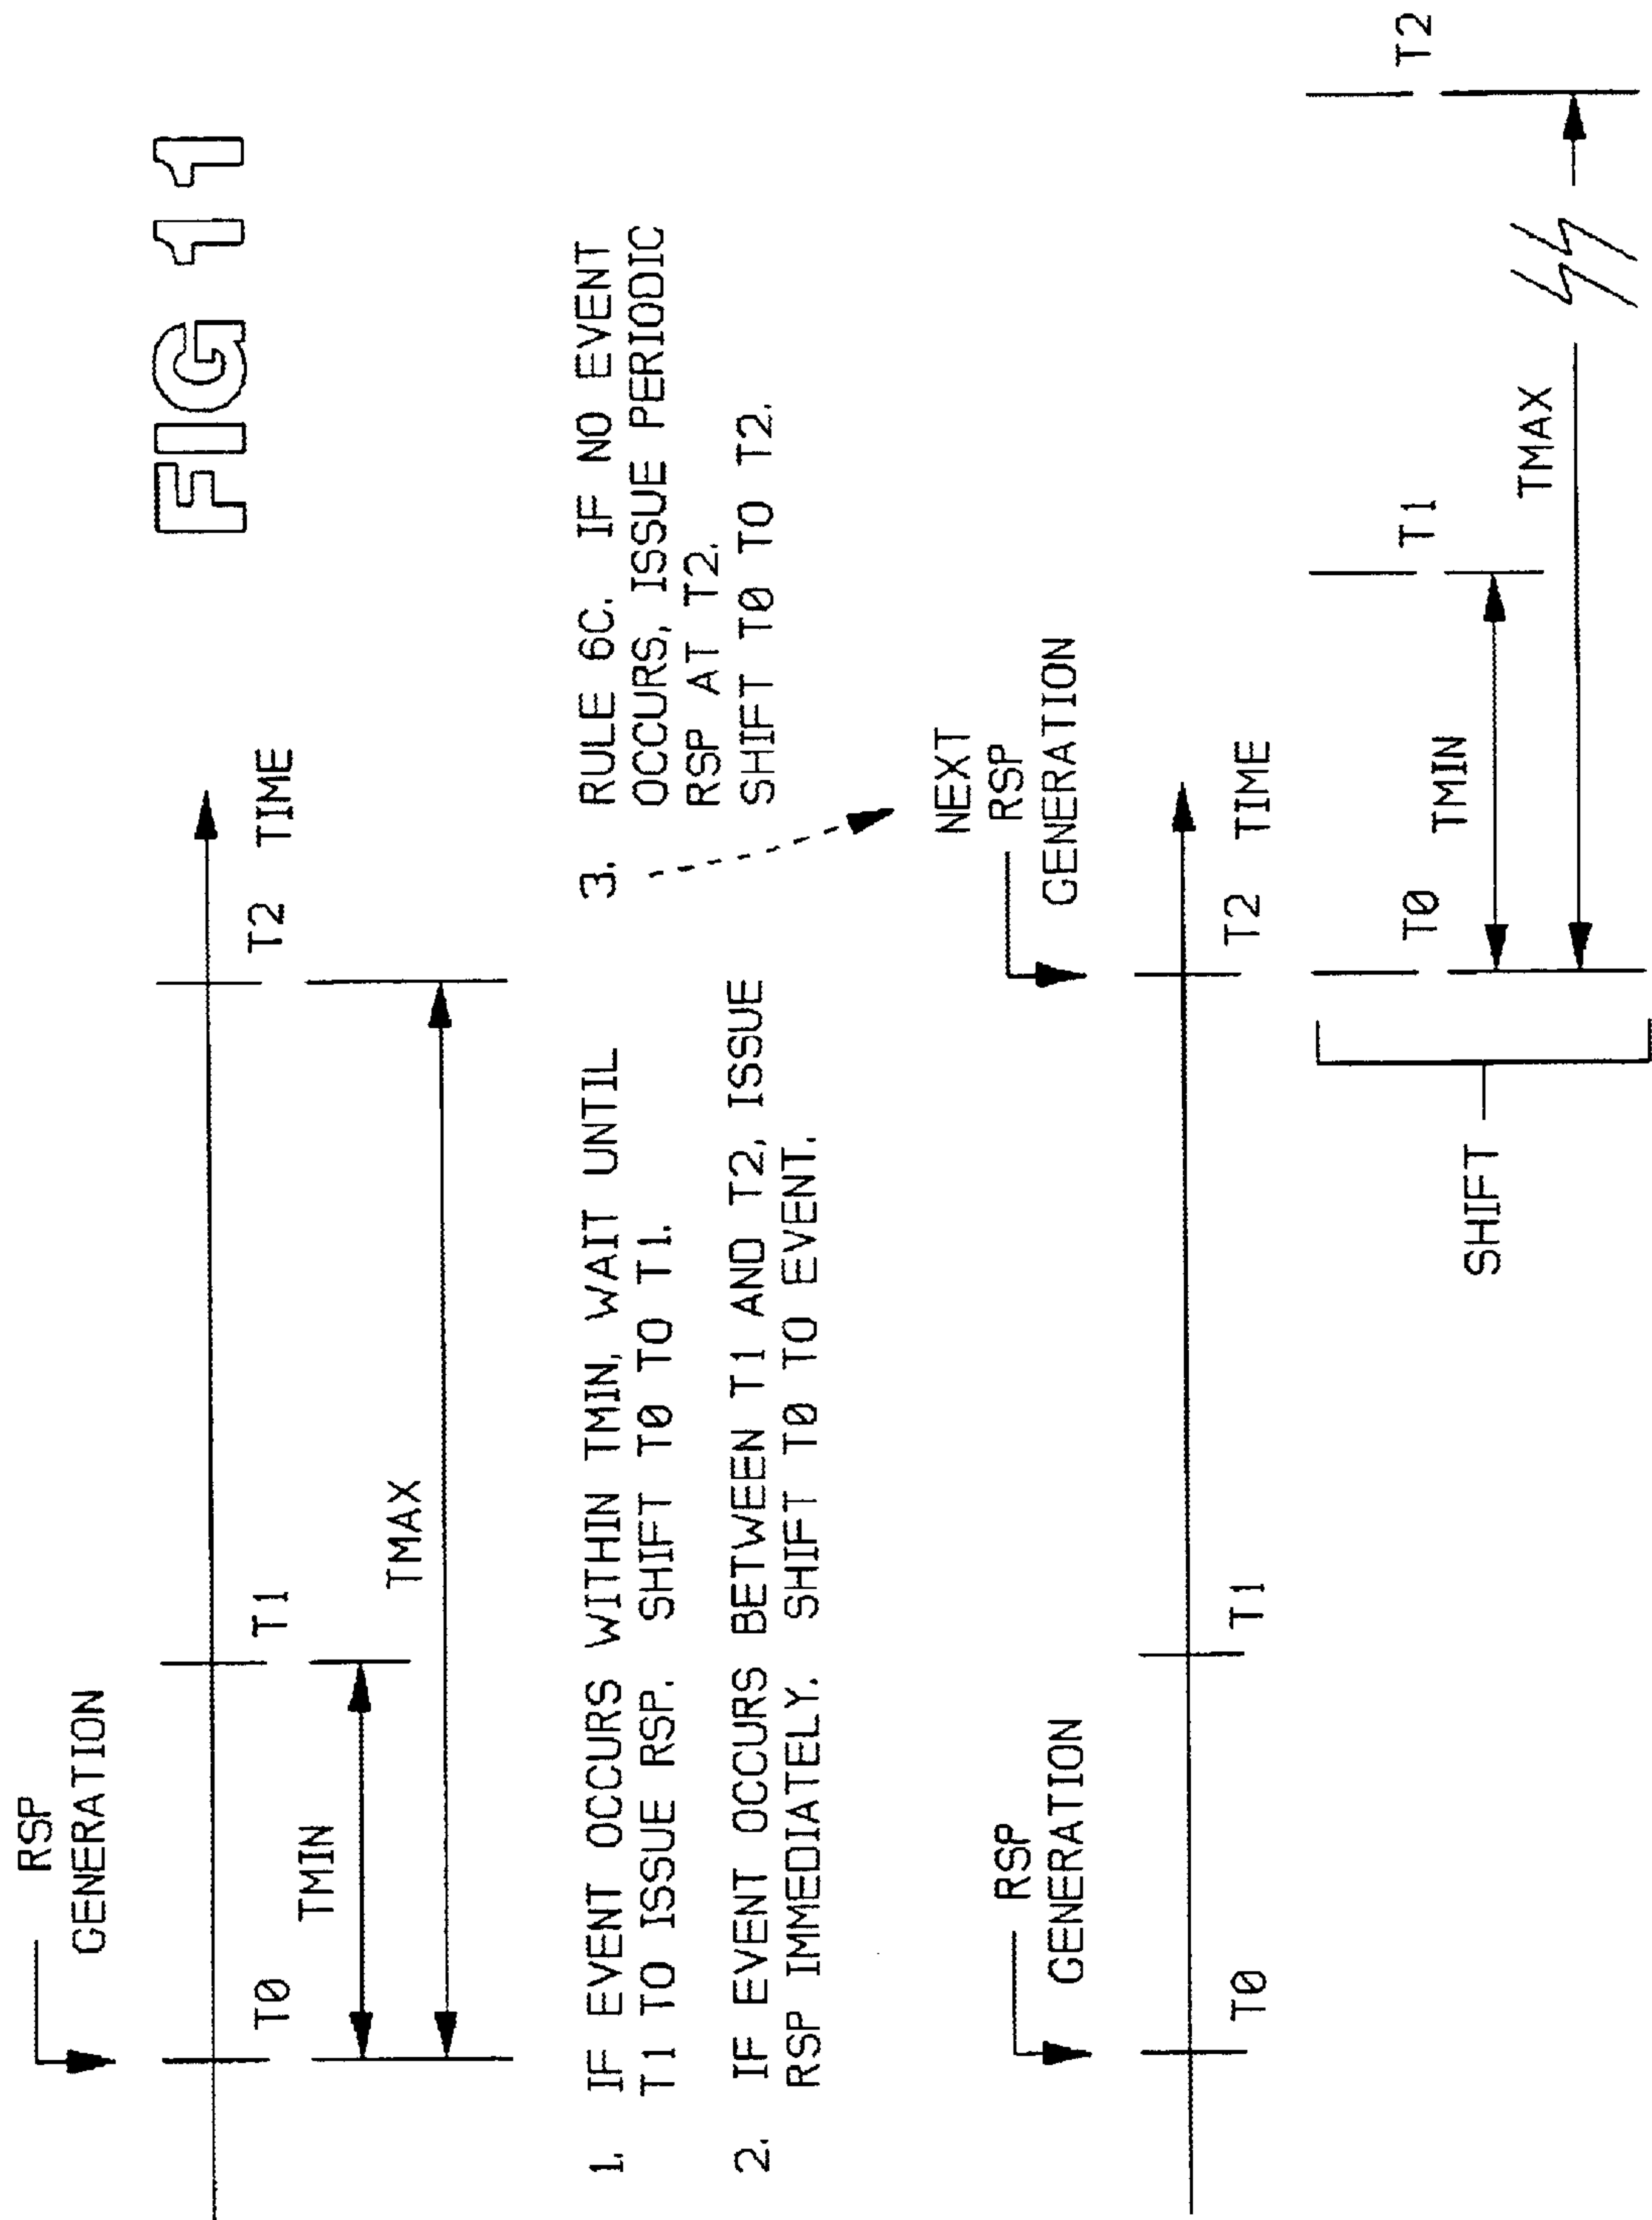 FIG 11
RSP
GENERATION
T0
T1
T2 TIME
TMIN
TMAX
1. IF EVENT OCCURS WITHIN TMIN, WAIT UNTIL
T1 TO ISSUE RSP. SHIFT T0 TO T1.
2. IF EVENT OCCURS BETWEEN T1 AND T2, ISSUE
RSP IMMEDIATELY. SHIFT T0 TO EVENT.
3. RULE 6C. IF NO EVENT
OCCURS, ISSUE PERIODIC
RSP AT T2.
SHIFT T0 TO T2.
RSP
GENERATION
NEXT
RSP
GENERATION
T0
T1
T2 TIME
SHIFT
T0
T1
T2
TMIN
TMAX